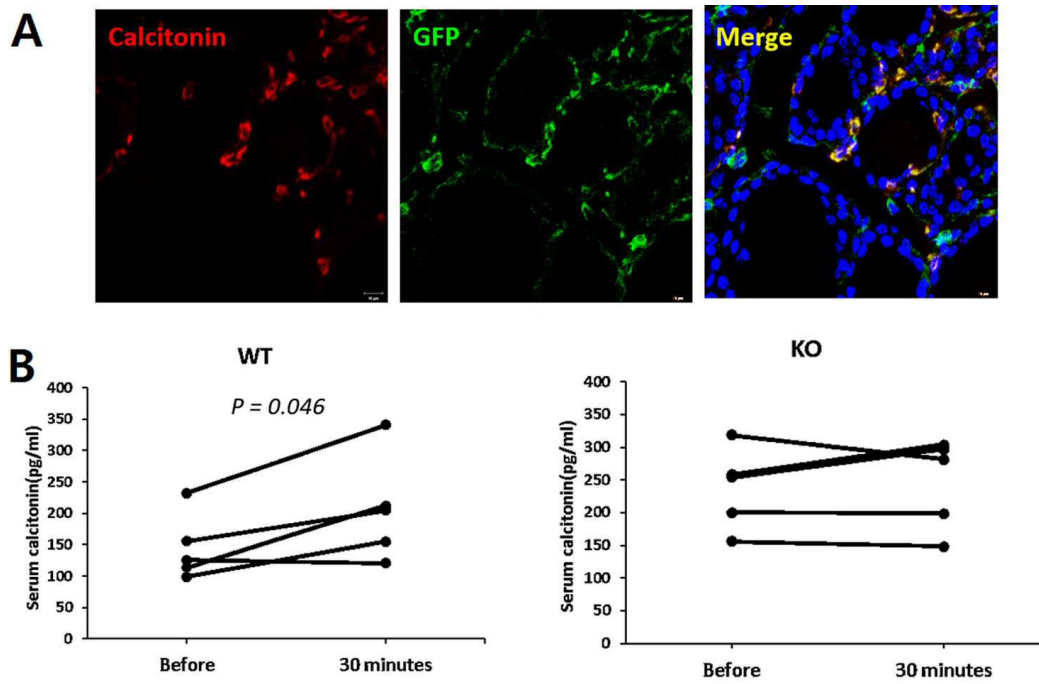 A
Calcitonin
GFP
Merge
B
WT
P = 0.046
Serum calcitonin(pg/ml)
400
350
300
250
200
150
100
50
0
Before
30 minutes
KO
Serum calcitonin(pg/ml)
400
350
300
250
200
150
100
50
0
Before
30 minutes